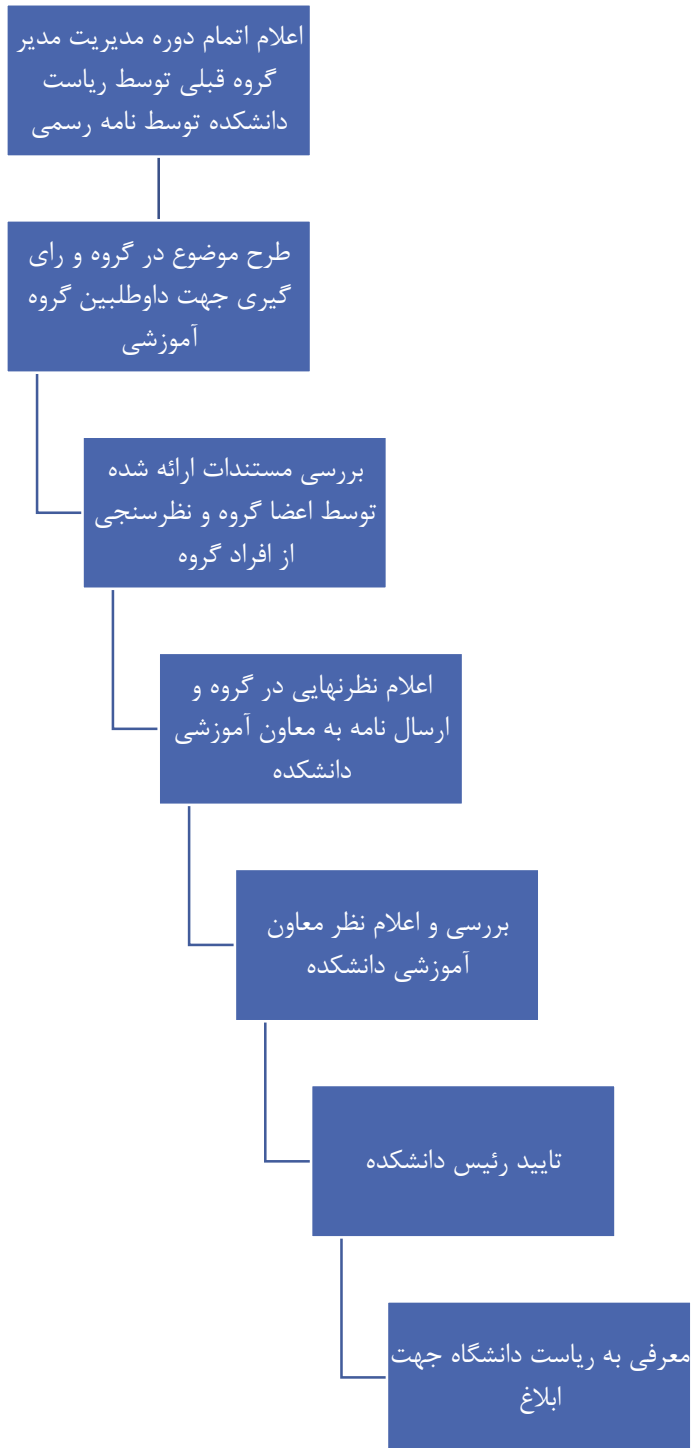 اعلام اتمام دوره مدیریت مدیر
گروه قبلی توسط ریاست
دانشکده توسط نامه رسمی
طرح موضوع در گروه و رای
گیری جهت داوطلبین گروه
آموزشی
بررسی مستندات ارائه شده
توسط اعضا گروه و نظرسنجی
از افراد گروه
اعلام نظرنهایی در گروه و
ارسال نامه به معاون آموزشی
دانشکده
بررسی و اعلام نظر معاون
آموزشی دانشکده
تایید رئیس دانشکده
معرفی به ریاست دانشگاه جهت
ابلاغ